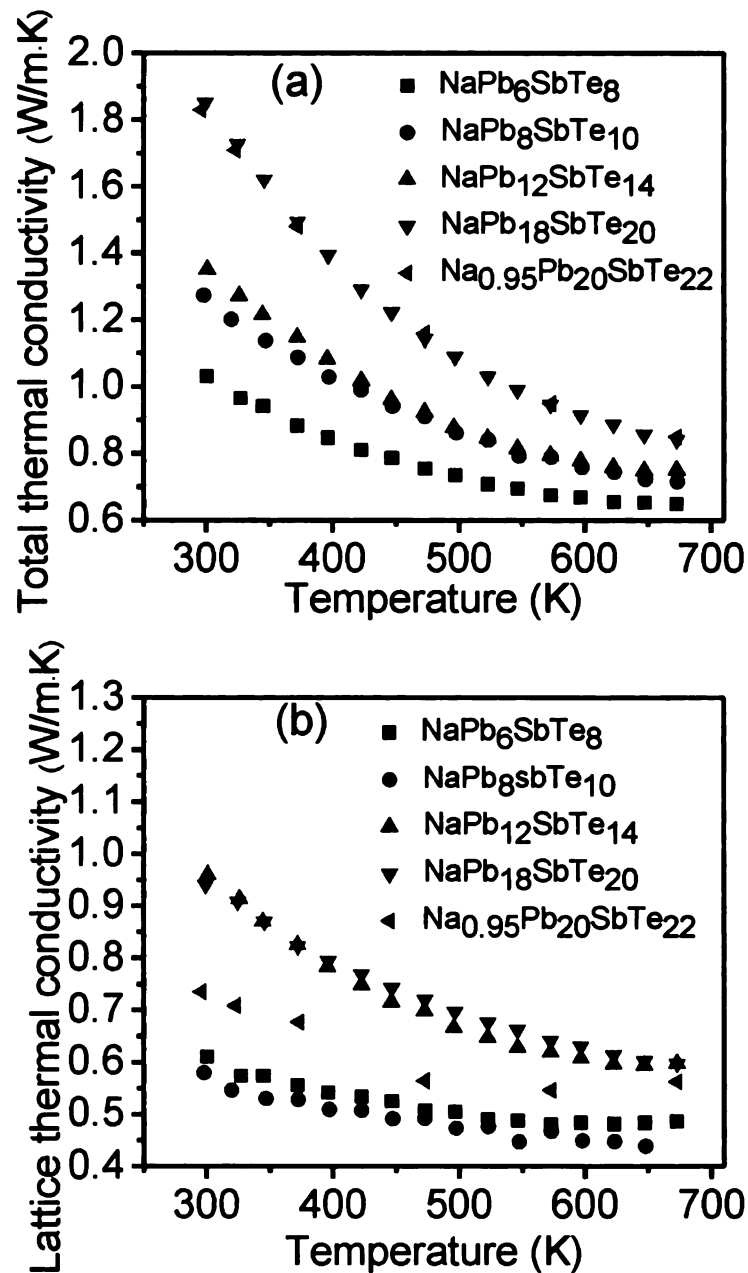 (a)
Total thermal conductivity (W/m·K)
2.0
1.8
1.6
1.4
1.2
1.0
0.8
0.6
NaPb6SbTe8
NaPb8SbTe10
NaPb12SbTe14
NaPb18SbTe20
Na0.95Pb20SbTe22
300 400 500 600 700
Temperature (K)
(b)
Lattice thermal conductivity (W/m·K)
1.3
1.2
1.1
1.0
0.9
0.8
0.7
0.6
0.5
0.4
NaPb6SbTe8
NaPb8sbTe10
NaPb12SbTe14
NaPb18SbTe20
Na0.95Pb20SbTe22
300 400 500 600 700
Temperature (K)